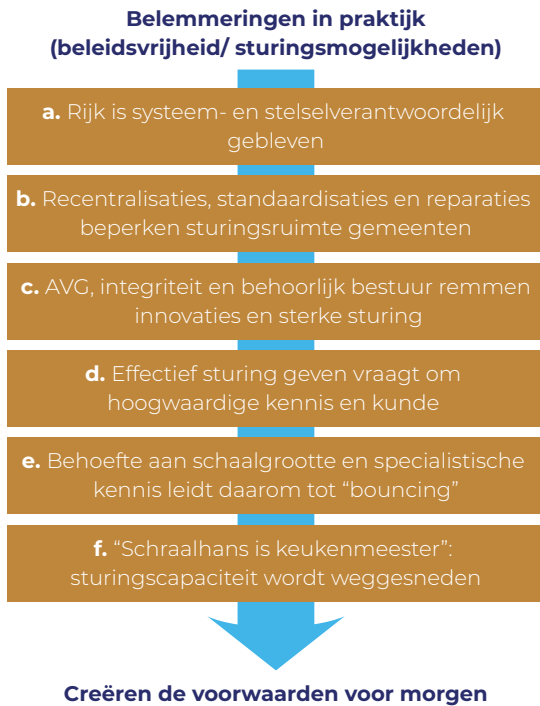 Belemmeringen in praktijk
(beleidsvrijheid/ sturingsmogelijkheden)
a. Rijk is systeem- en stelselverantwoordelijk
gebleven
b. Recentralisaties, standaardisaties en reparaties
beperken sturingsruimte gemeenten
c. AVG, integriteit en behoorlijk bestuur remmen
innovaties en sterke sturing
d. Effectief sturing geven vraagt om
hoogwaardige kennis en kunde
e. Behoefte aan schaalgrootte en specialistische
kennis leidt daarom tot “bouncing”
f. “Schraalhans is keukenmeester”:
sturingscapaciteit wordt weggesneden
Creëren de voorwaarden voor morgen